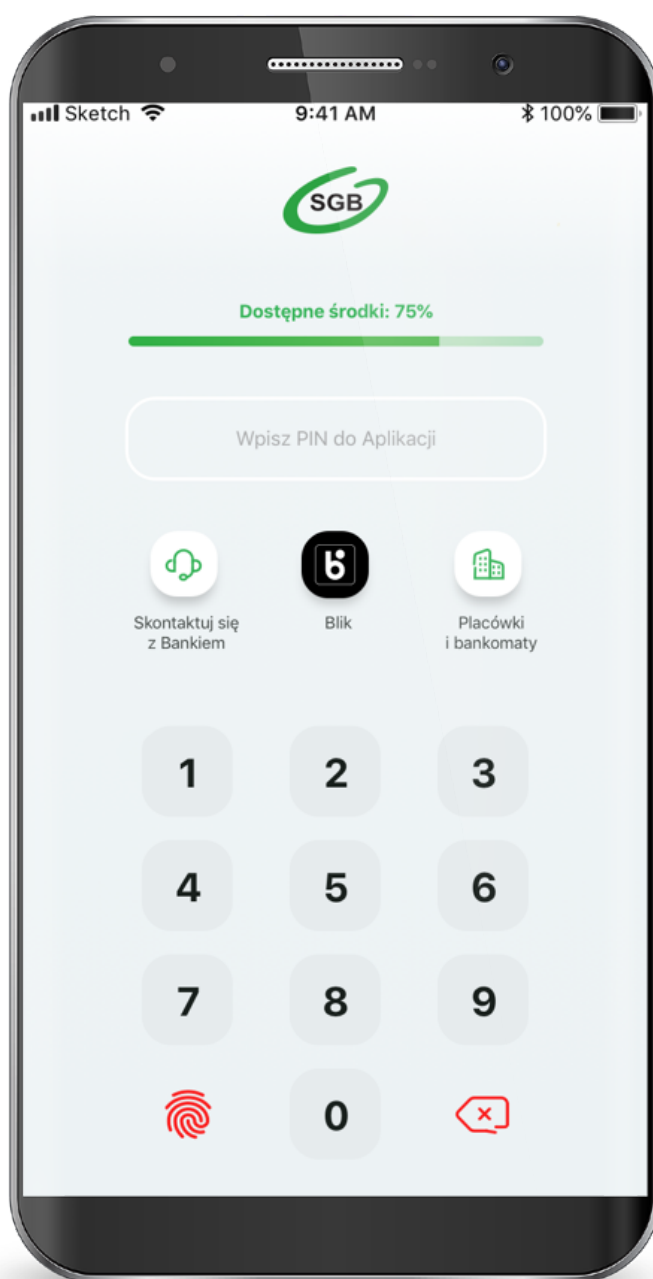 Sketch 9:41 AM 100%
SGB
Dostępne środki: 75%
Wpisz PIN do Aplikacji
Skontaktuj się
z Bankiem
Blik
Placówki
i bankomaty
1 2 3
4 5 6
7 8 9
0